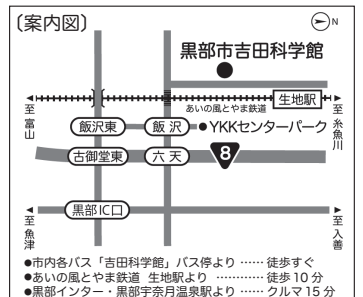 〔案内図〕
N
黒部市吉田科学館
あいの風とやま鉄道
生地駅
至富山
至糸魚川
飯沢東
飯沢
●YKKセンターパーク
古御堂東
六天
8
黒部IC口
至魚津
至入善
●市内各バス「吉田科学館」バス停より …… 徒歩すぐ
●あいの風とやま鉄道 生地駅より ………… 徒歩10分
●黒部インター・黒部宇奈月温泉駅より …… クルマ15分